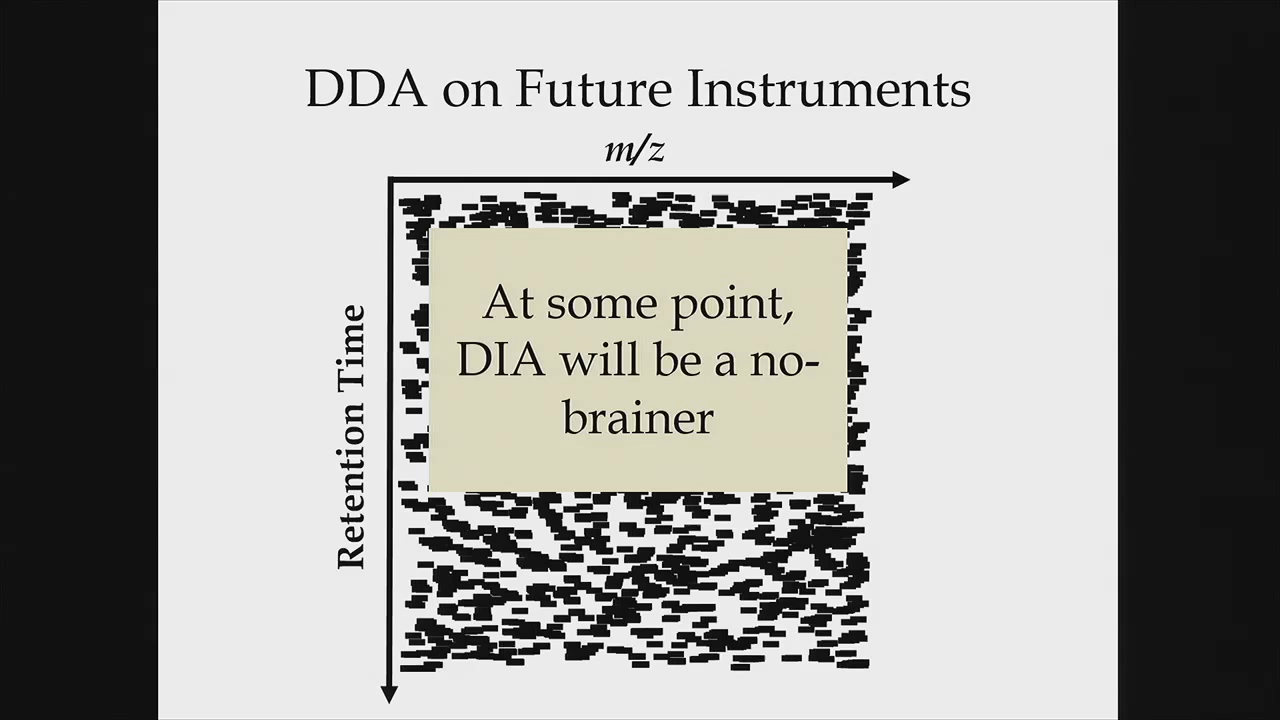 DDA on Future Instruments
m/z
Retention Time
At some point,
DIA will be a no-
brainer